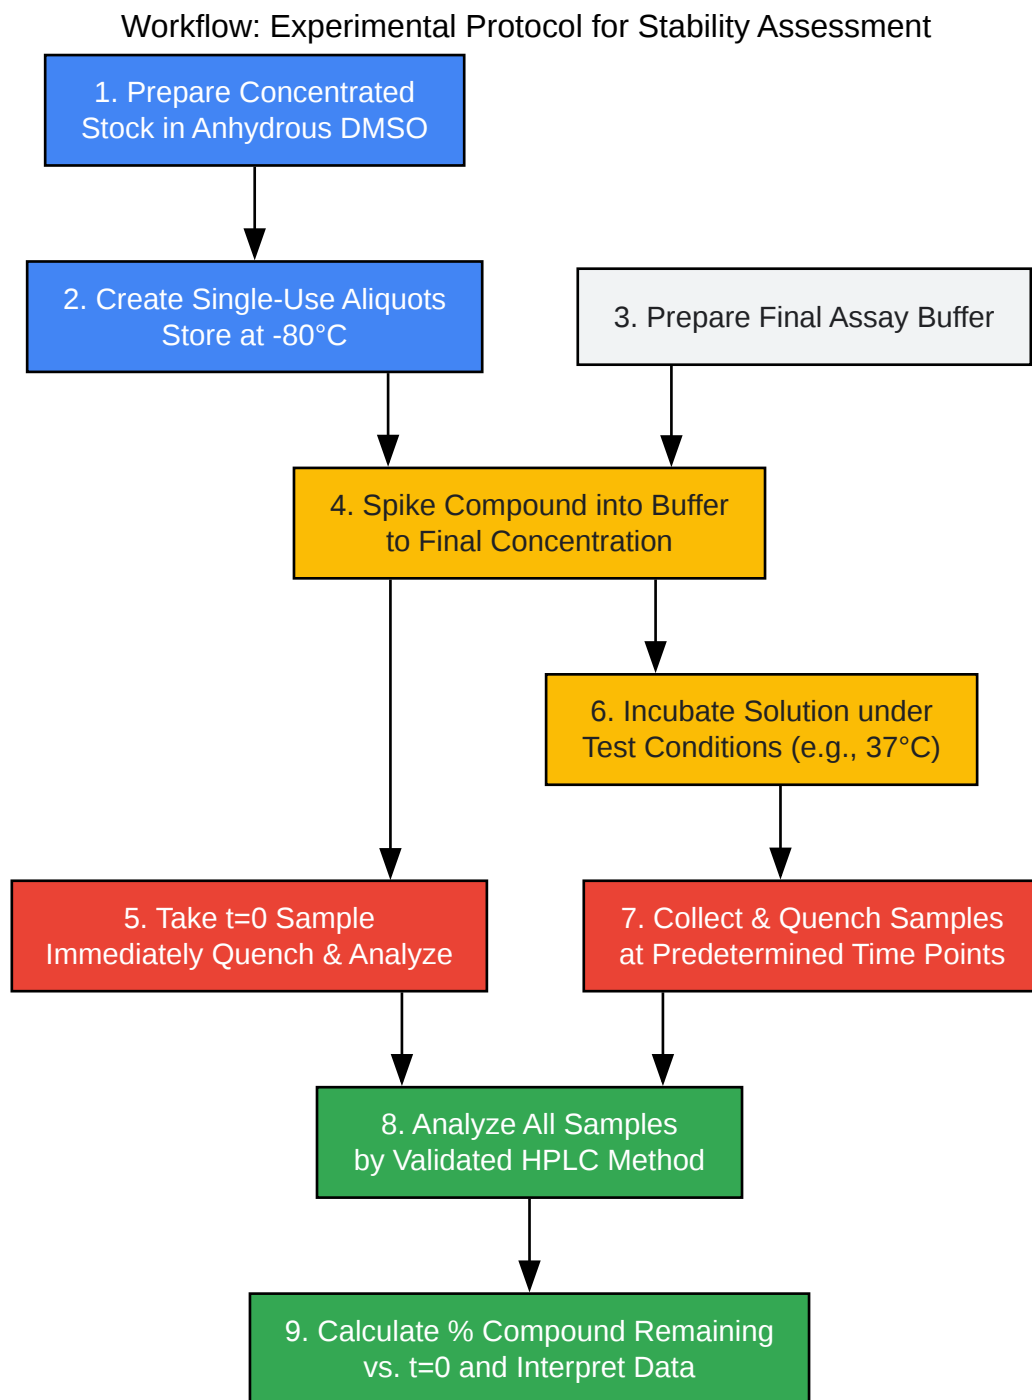 Workflow: Experimental Protocol for Stability Assessment
1. Prepare Concentrated
Stock in Anhydrous DMSO
2. Create Single-Use Aliquots
Store at -80°C
3. Prepare Final Assay Buffer
4. Spike Compound into Buffer
to Final Concentration
6. Incubate Solution under
Test Conditions (e.g., 37°C)
5. Take t=0 Sample
Immediately Quench & Analyze
7. Collect & Quench Samples
at Predetermined Time Points
8. Analyze All Samples
by Validated HPLC Method
9. Calculate % Compound Remaining
vs. t=0 and Interpret Data